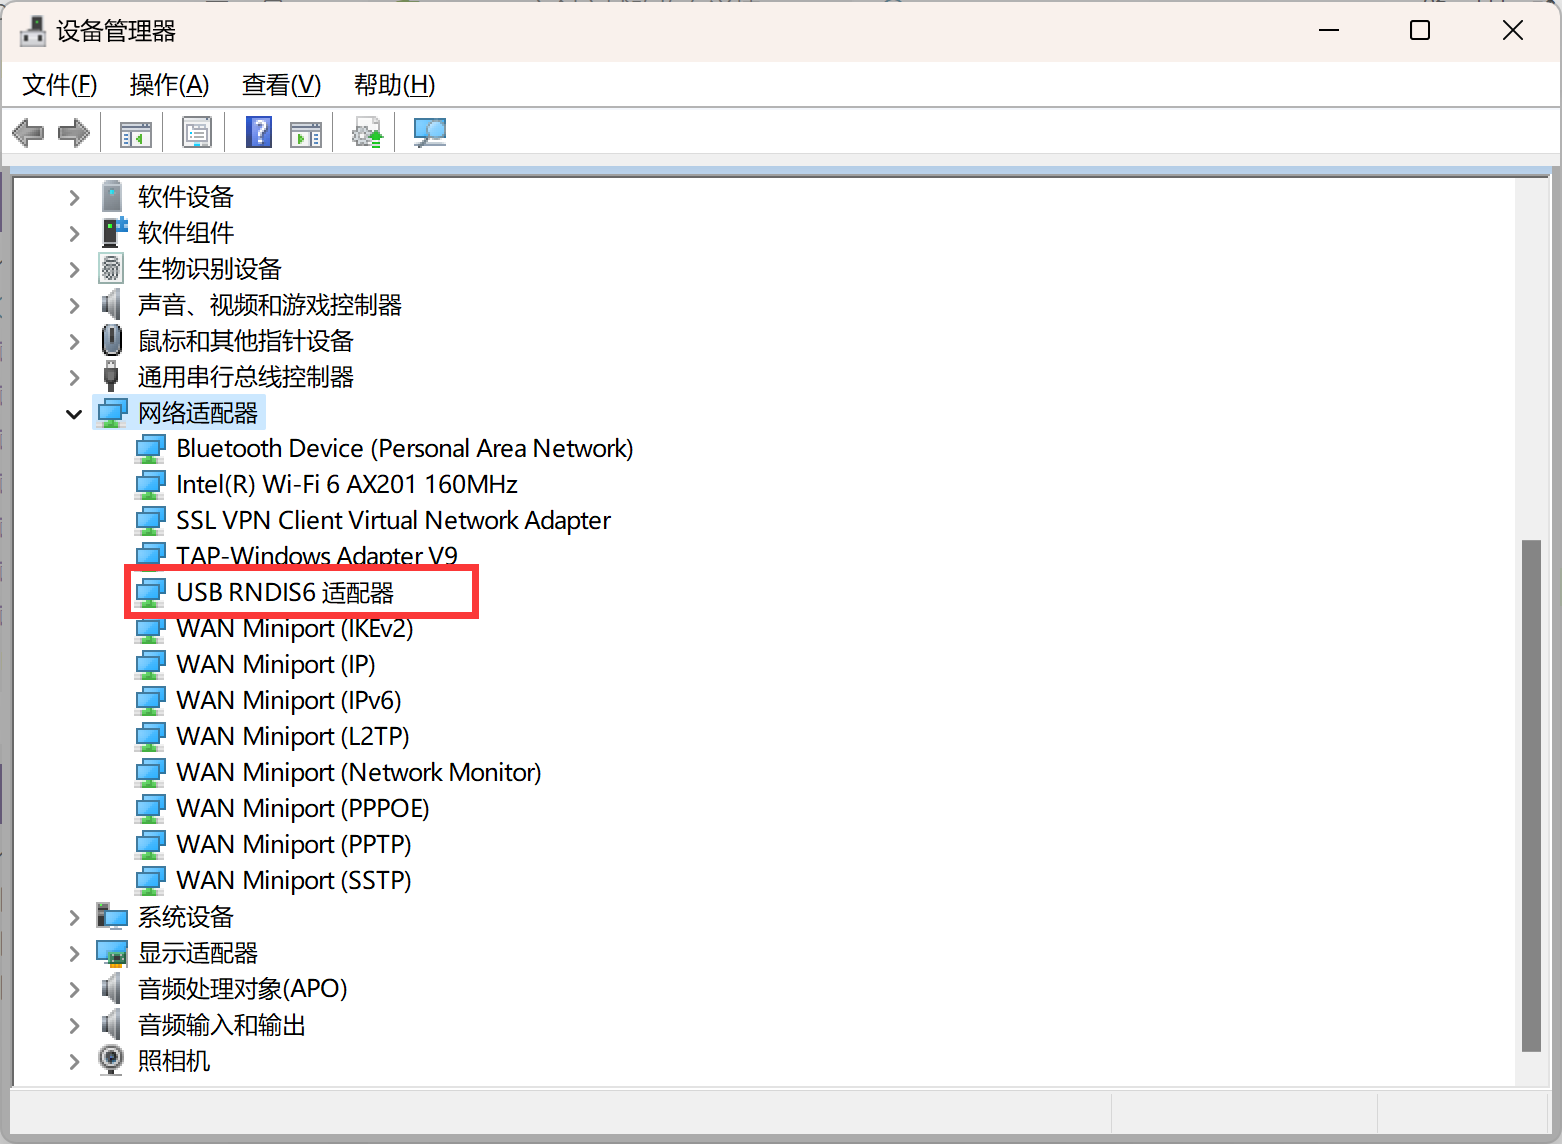 设备管理器
文件(F) 操作(A) 查看(V) 帮助(H)
软件设备
软件组件
生物识别设备
声音、视频和游戏控制器
鼠标和其他指针设备
通用串行总线控制器
网络适配器
Bluetooth Device (Personal Area Network)
Intel(R) Wi-Fi 6 AX201 160MHz
SSL VPN Client Virtual Network Adapter
TAP-Windows Adapter V9
USB RNDIS6 适配器
WAN Miniport (IKEv2)
WAN Miniport (IP)
WAN Miniport (IPv6)
WAN Miniport (L2TP)
WAN Miniport (Network Monitor)
WAN Miniport (PPPOE)
WAN Miniport (PPTP)
WAN Miniport (SSTP)
系统设备
显示适配器
音频处理对象(APO)
音频输入和输出
照相机